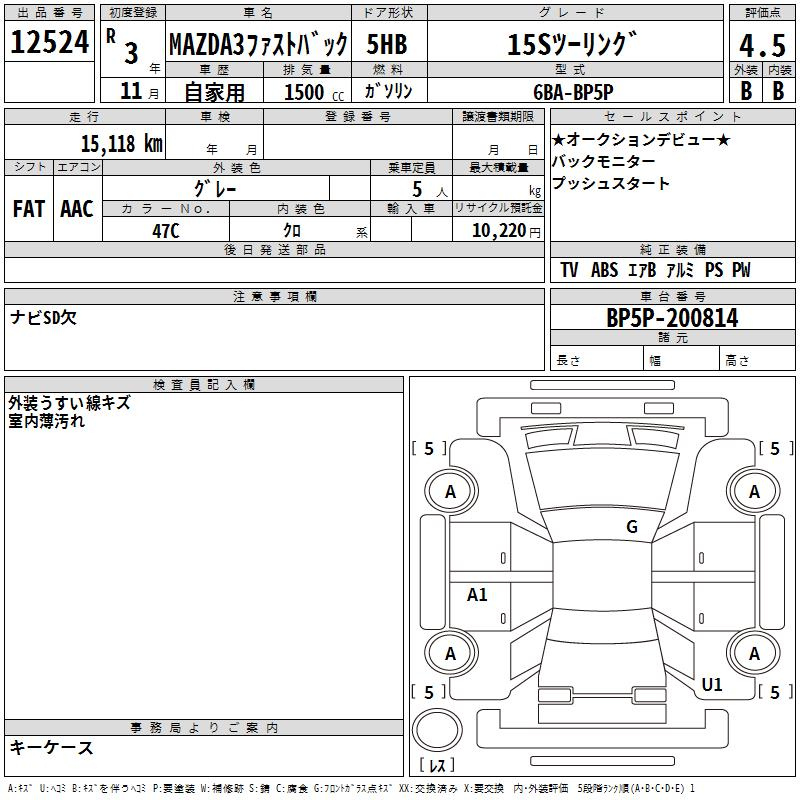 出品番号 初度登録 車名 ドア形状 グレード 評価点
12524 R 3 年 MAZDA3ファストバック 5HB 15Sツーリング 4.5
車歴 排気量 燃料 型式 外装 内装
11 月 自家用 1500 CC ガソリン 6BA-BP5P B B
走行 車検 登録番号 譲渡書類期限 セールスポイント
15,118 km 年 月 月 日 ★オークションデビュー★
バックモニター
プッシュスタート
シフト エアコン 外装色 乗車定員 最大積載量
FAT AAC グレー 5 人 kg
カラーNo. 内装色 輸入車 リサイクル預託金
47C クロ 系 10,220 円
後日発送部品 純正装備
TV ABS エアB アルミ PS PW
注意事項欄 車台番号
ナビSD欠 BP5P-200814
諸元
長さ 幅 高さ
検査員記入欄
外装うすい線キズ
室内薄汚れ
[ 5 ] [ 5 ]
A A
G
A1
A A
U1
[ 5 ] [ 5 ]
[ レス ]
事務局よりご案内
キーケース
A:キズ U:ヘコミ B:キズを伴うヘコミ P:要塗装 W:補修跡 S:錆 C:腐食 G:フロントガラス点キズ XX:交換済み X:要交換 内・外装評価 5段階ランク順(A・B・C・D・E) 1